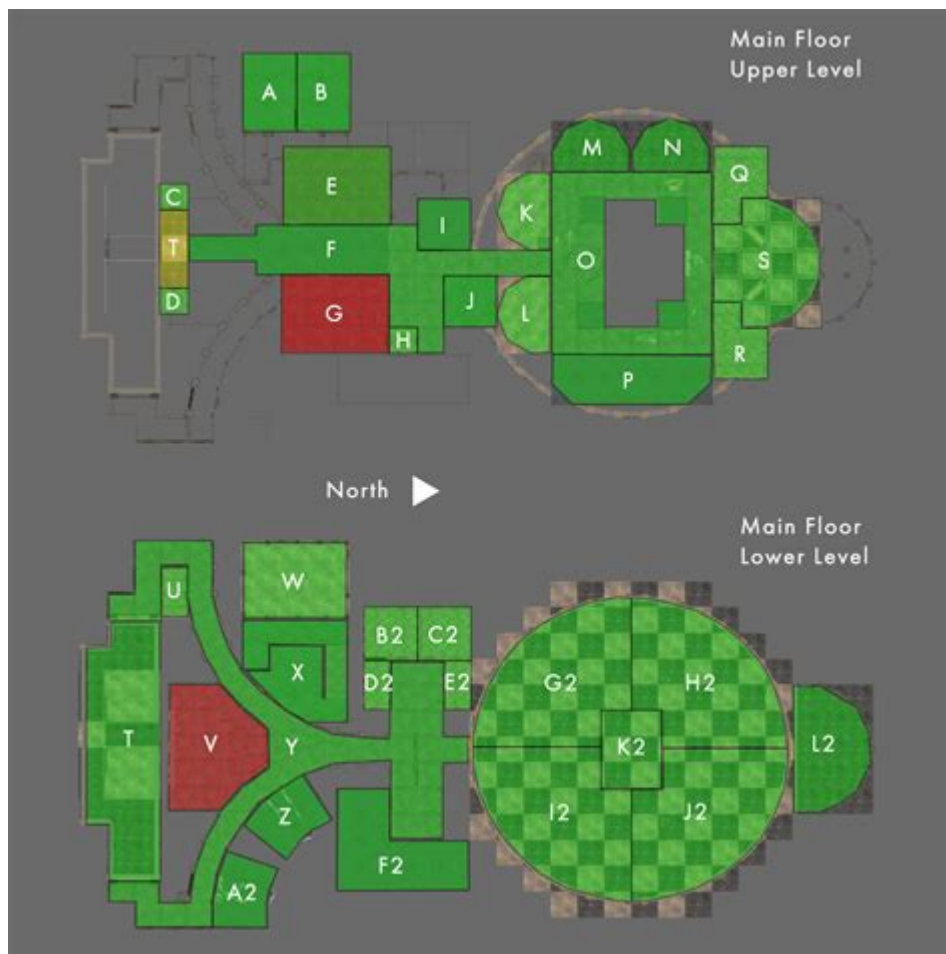 Main Floor
Upper Level
A B
E
C
Q
M N
K
I
T F O S
D
G J L
H
R
P
North
Main Floor
Lower Level
W
U
B2 C2
X
D2 E2
G2 H2
T V Y K2 L2
Z
I2 J2
F2
A2